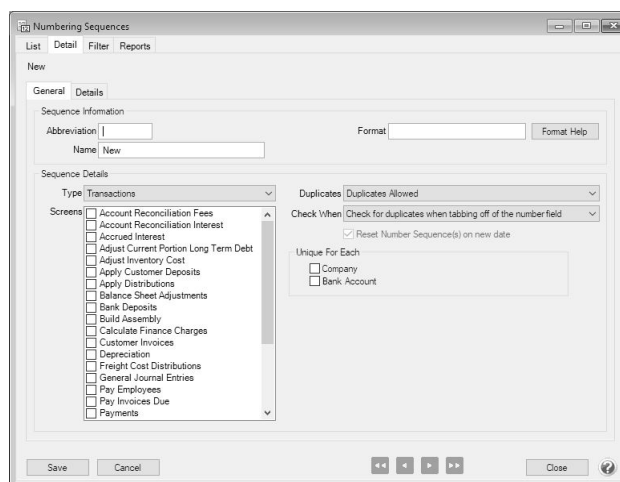 Numbering Sequences
List Detail Filter Reports
New
General Details
Sequence Information
Abbreviation Format Format Help
Name New
Sequence Details
Type Transactions Duplicates Duplicates Allowed
Screens Account Reconciliation Fees Check When Check for duplicates when tabbing off of the number field
Account Reconciliation Interest
Accrued Interest Reset Number Sequence(s) on new date
Adjust Current Portion Long Term Debt
Adjust Inventory Cost Unique For Each
Apply Customer Deposits Company
Apply Distributions Bank Account
Balance Sheet Adjustments
Bank Deposits
Build Assembly
Calculate Finance Charges
Customer Invoices
Depreciation
Freight Cost Distributions
General Journal Entries
Pay Employees
Pay Invoices Due
Payments
Save Cancel Close ?